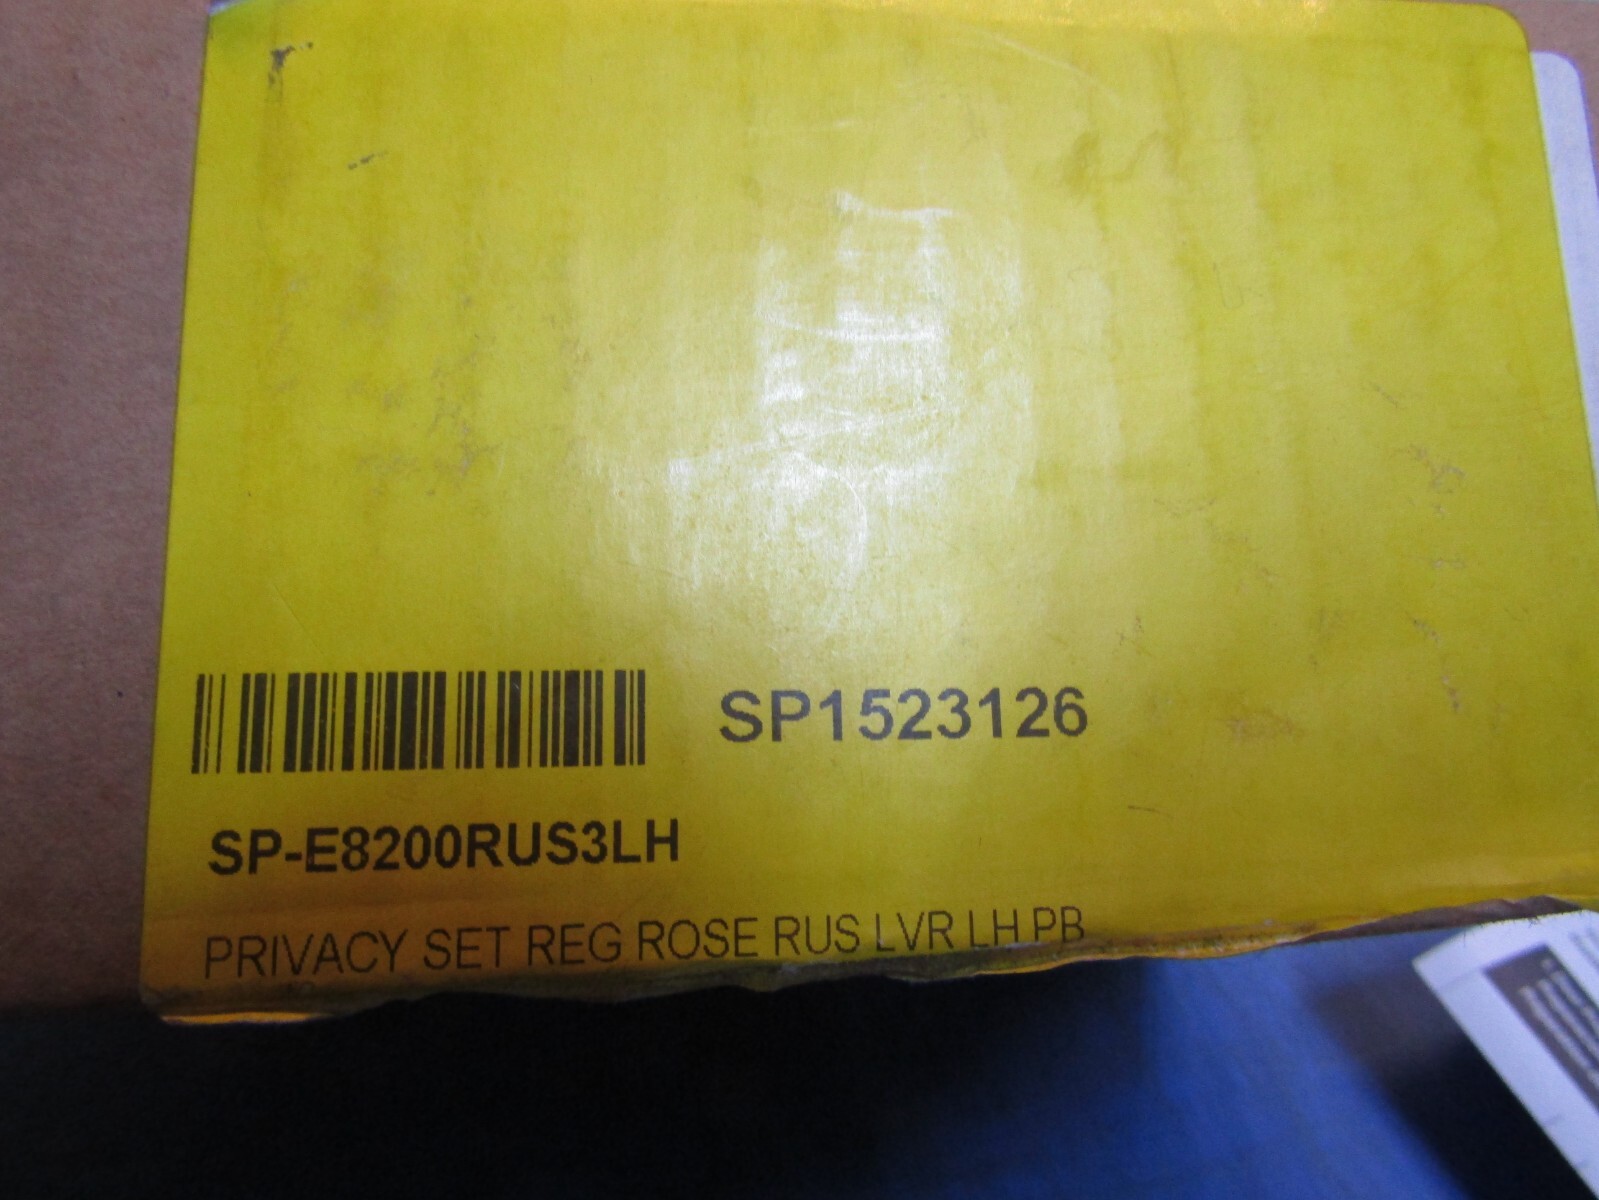 SP1523126
SP-E8200RUS3LH
PRIVACY SET REG ROSE RUS LVR LH PB